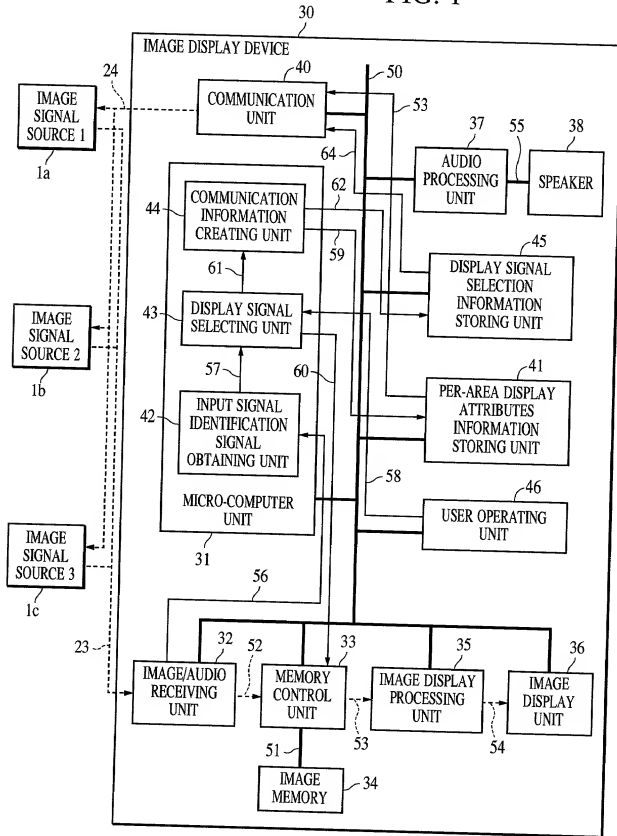 FIG. 1
30
IMAGE DISPLAY DEVICE
24
40
50
IMAGE
SIGNAL
SOURCE 1
1a
COMMUNICATION
UNIT
53
64
37
55
38
AUDIO
PROCESSING
UNIT
SPEAKER
44
COMMUNICATION
INFORMATION
CREATING UNIT
62
59
45
61
DISPLAY SIGNAL
SELECTION
INFORMATION
STORING UNIT
43
DISPLAY SIGNAL
SELECTING UNIT
IMAGE
SIGNAL
SOURCE 2
1b
57
60
41
42
INPUT SIGNAL
IDENTIFICATION
SIGNAL
OBTAINING UNIT
PER-AREA DISPLAY
ATTRIBUTES
INFORMATION
STORING UNIT
58
46
MICRO-COMPUTER
UNIT
31
USER OPERATING
UNIT
IMAGE
SIGNAL
SOURCE 3
1c
56
23
32
33
35
36
IMAGE/AUDIO
RECEIVING
UNIT
52
MEMORY
CONTROL
UNIT
53
IMAGE DISPLAY
PROCESSING
UNIT
54
IMAGE
DISPLAY
UNIT
51
IMAGE
MEMORY
34